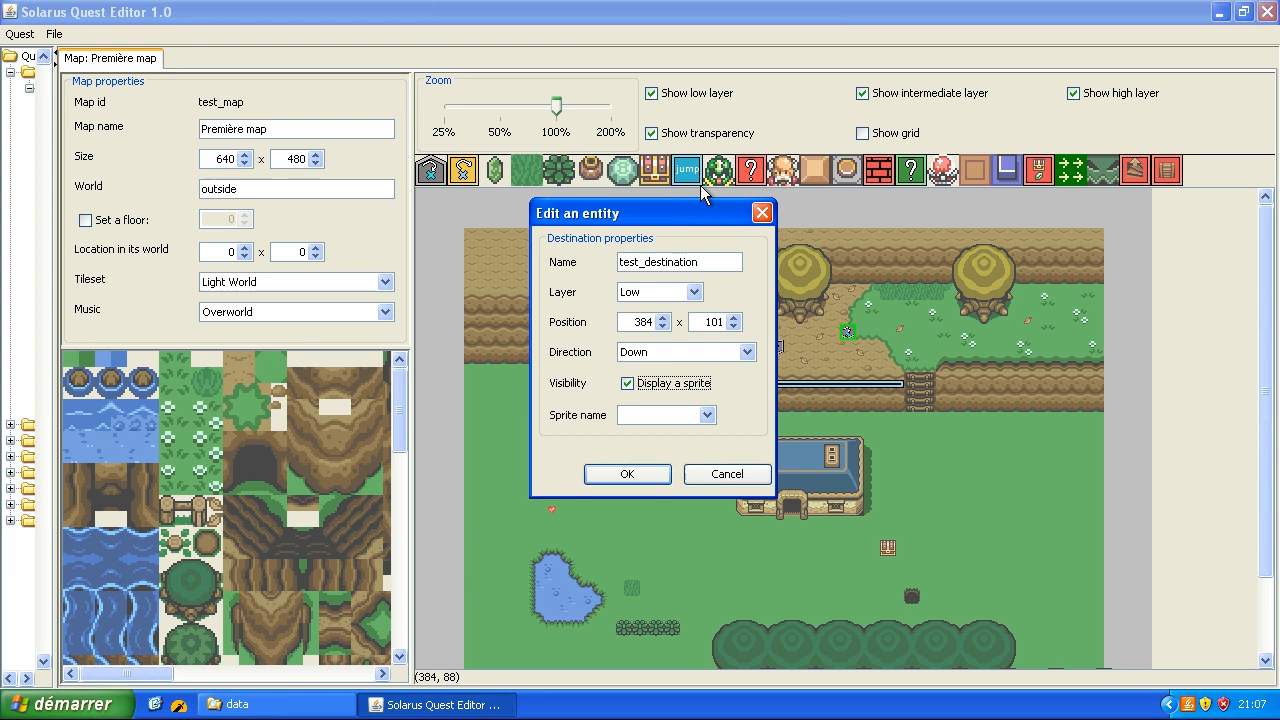 Solarus Quest Editor 1.0
Quest File
Qu
Map: Première map
Map properties
Map id test_map
Map name Première map
Size 640 x 480
World outside
Set a floor: 0
Location in its world 0 x 0
Tileset Light World
Music Overworld
Zoom
25% 50% 100% 200%
Show low layer Show intermediate layer Show high layer
Show transparency Show grid
jump ? ?
Edit an entity
Destination properties
Name test_destination
Layer Low
Position 384 x 101
Direction Down
Visibility Display a sprite
Sprite name
OK Cancel
(384, 88)
démarrer data Solarus Quest Editor ... 21:07